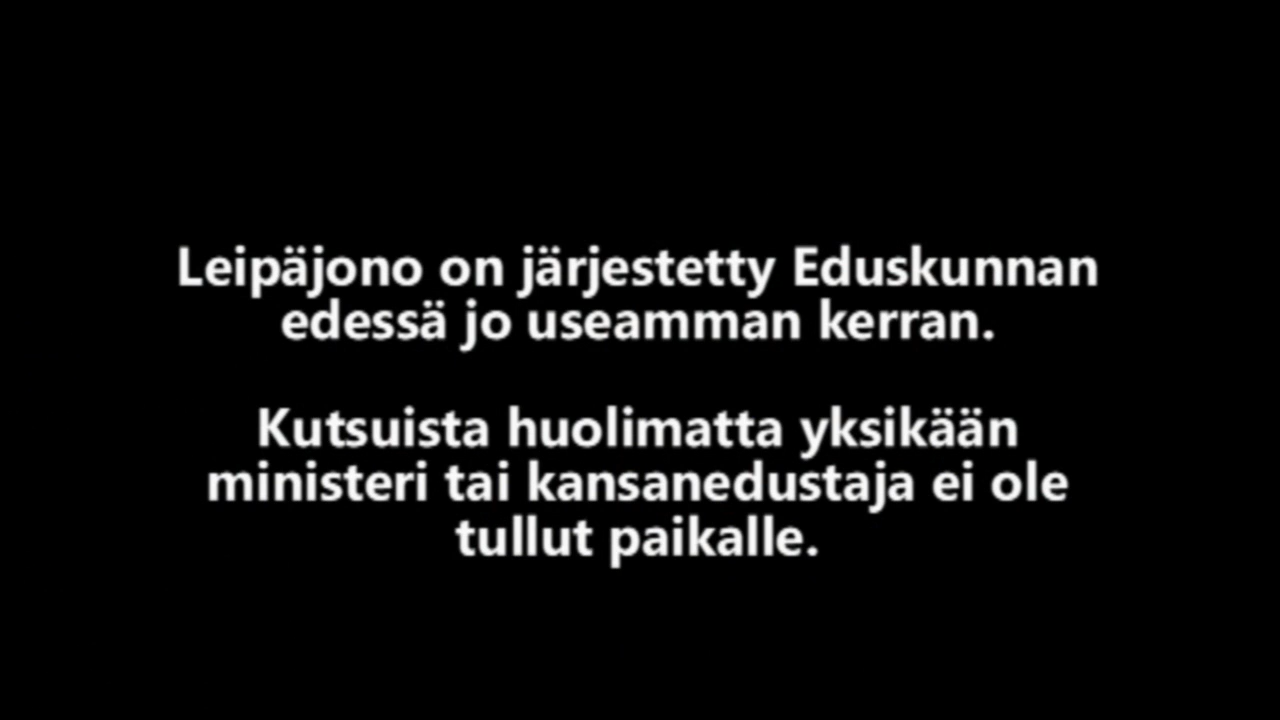 Leipäjono on järjestetty Eduskunnan
edessä jo useamman kerran.
Kutsuista huolimatta yksikään
ministeri tai kansanedustaja ei ole
tullut paikalle.